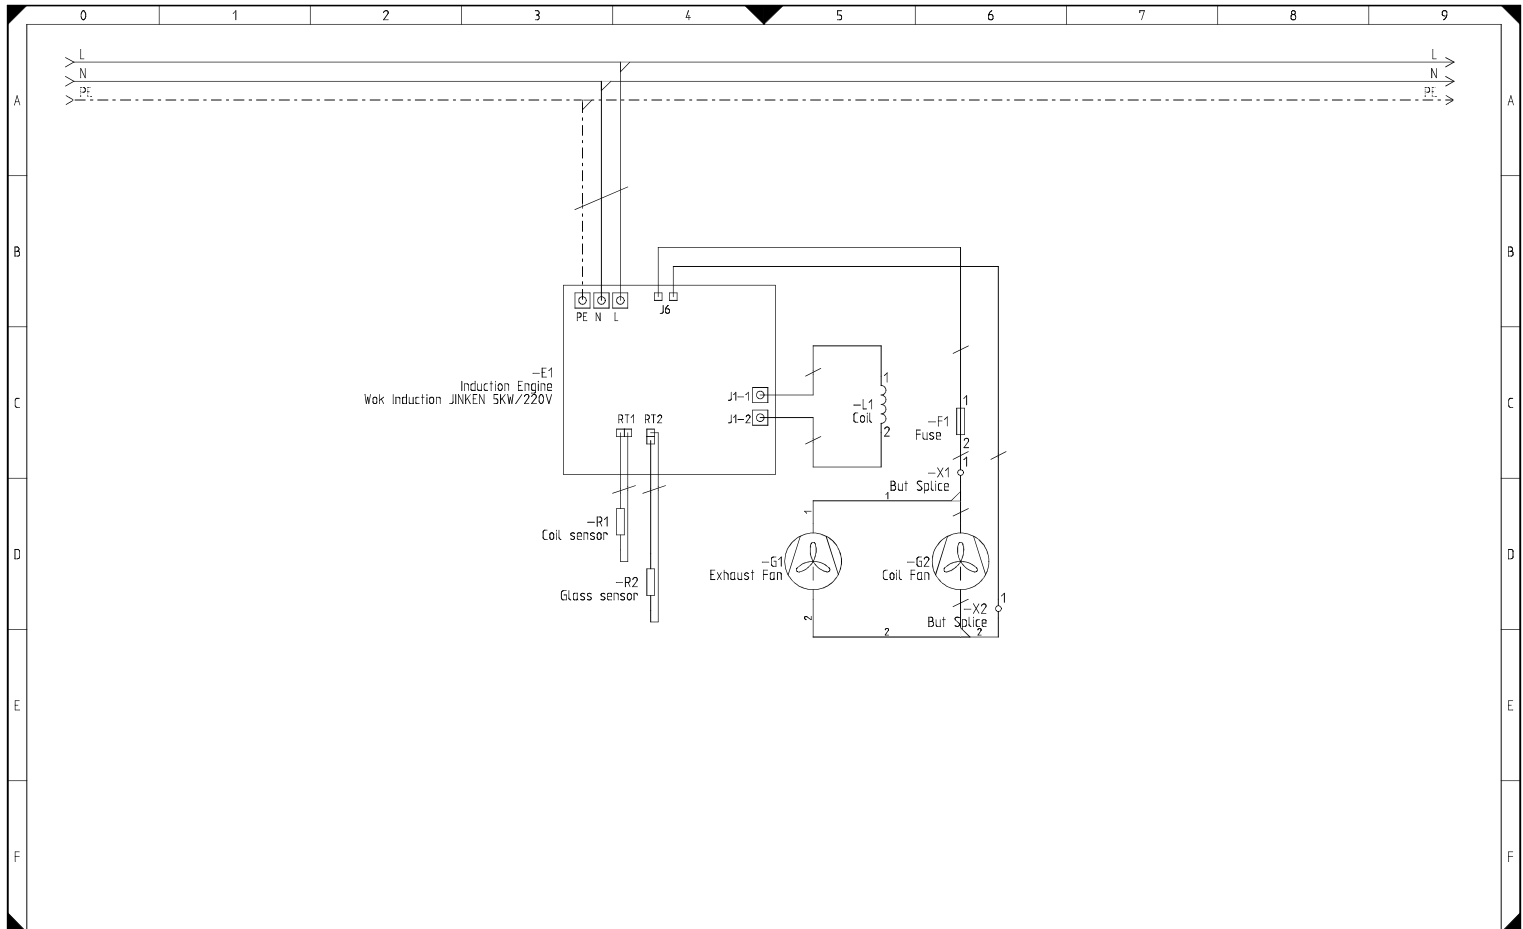 0 1 2 3 4 5 6 7 8 9
L L
N N
PE PE
A A
B B
PE N L
J6
C C
-E1
Induction Engine
Wok Induction JINKEN 5KW/220V
J1-1
J1-2
RT1 RT2
1
-L1
Coil
2
1
-F1
Fuse
2
1
-X1
But Splice
1
-R1
Coil sensor
1
D D
-G1
Exhaust Fan
-G2
Coil Fan
-R2
Glass sensor
1
-X2
But Splice
2
2 2
E E
F F